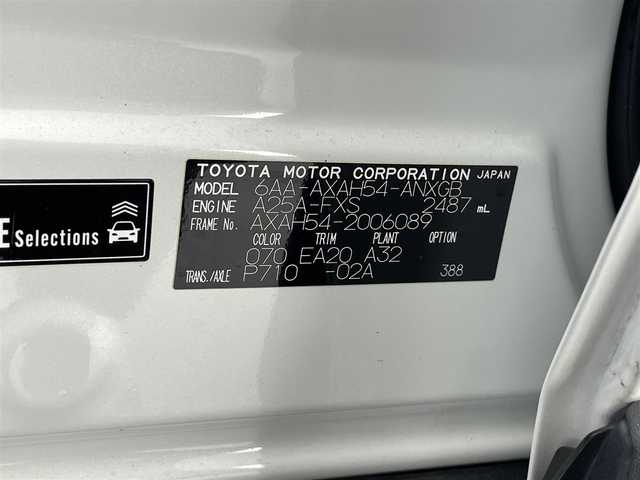 TOYOTA MOTOR CORPORATION JAPAN
MODEL 6AA-AXAH54-ANXGB
ENGINE A25A-FXS 2487 mL
FRAME No. AXAH54-2006089
COLOR TRIM PLANT OPTION
070 EA20 A32
TRANS./AXLE P710 -02A 388
E Selections